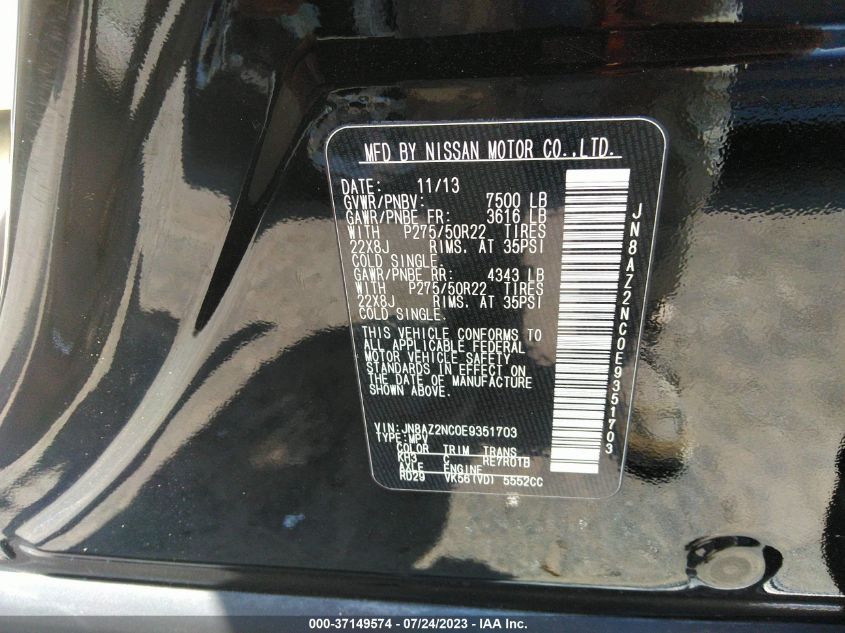 MFD BY NISSAN MOTOR CO.,LTD.
DATE: 11/13
GVWR/PNBV: 7500 LB
GAWR/PNBE FR: 3616 LB
WITH P275/50R22 TIRES
22X8J RIMS, AT 35PSI
COLD SINGLE.
GAWR/PNBE RR: 4343 LB
WITH P275/50R22 TIRES
22X8J RIMS, AT 35PSI
COLD SINGLE.
THIS VEHICLE CONFORMS TO
ALL APPLICABLE FEDERAL
MOTOR VEHICLE SAFETY
STANDARDS IN EFFECT ON
THE DATE OF MANUFACTURE
SHOWN ABOVE.
VIN:JN8AZ2NC0E9351703
TYPE:MPV
COLOR TRIM TRANS
KH3 C RE7R01B
AXLE ENGINE
RD29 VK56(VD) 5552CC
JN8AZ2NC0E9351703
000-37149574 - 07/24/2023 - IAA Inc.